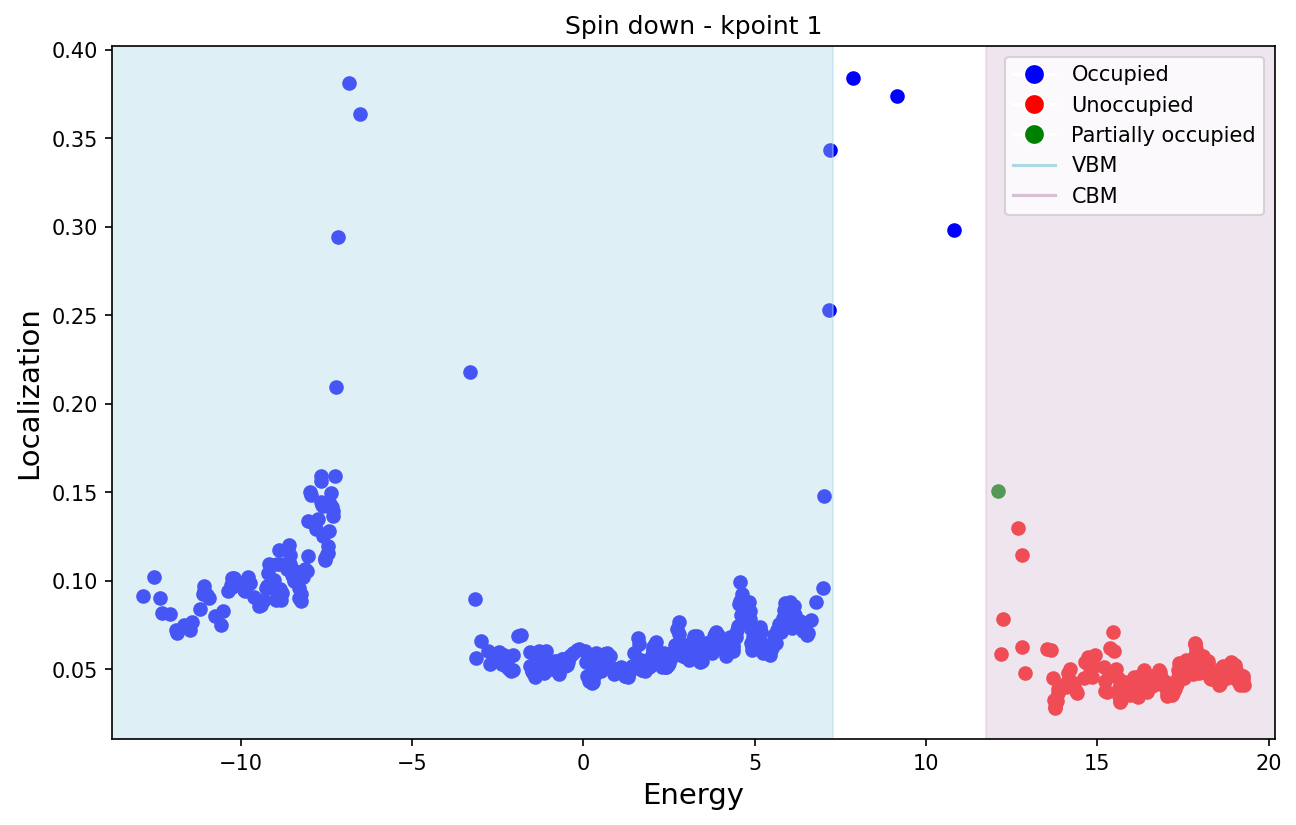 Spin down - kpoint 1
Localization
0.40
0.35
0.30
0.25
0.20
0.15
0.10
0.05
Occupied
Unoccupied
Partially occupied
VBM
CBM
−10
−5
0
5
10
15
20
Energy